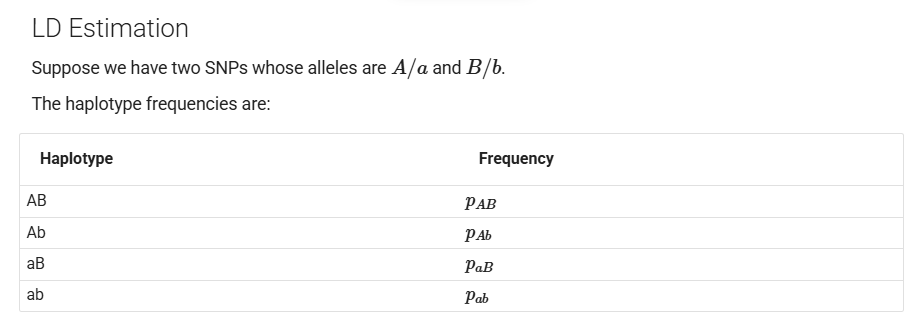 LD Estimation
Suppose we have two SNPs whose alleles are A/a and B/b.
The haplotype frequencies are:
Haplotype Frequency
AB p_{AB}
Ab p_{Ab}
aB p_{aB}
ab p_{ab}